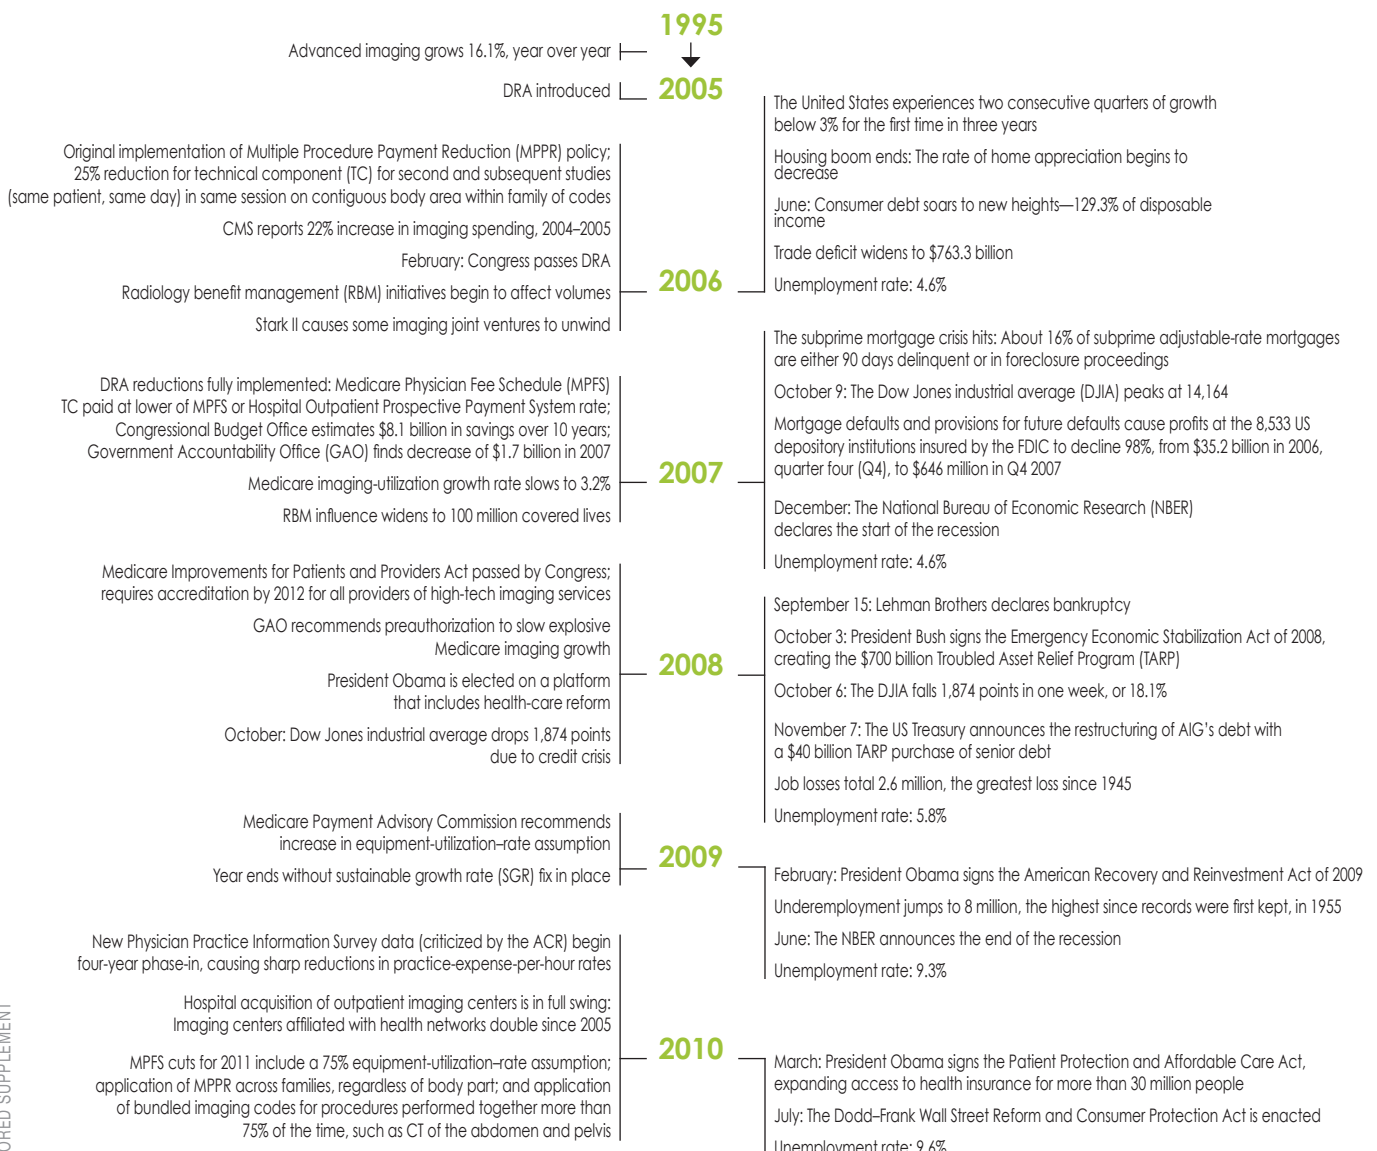 1995
Advanced imaging grows 16.1%, year over year
DRA introduced
2005
Original implementation of Multiple Procedure Payment Reduction (MPPR) policy;
25% reduction for technical component (TC) for second and subsequent studies
(same patient, same day) in same session on contiguous body area within family of codes
CMS reports 22% increase in imaging spending, 2004–2005
February: Congress passes DRA
Radiology benefit management (RBM) initiatives begin to affect volumes
Stark II causes some imaging joint ventures to unwind
2006
The United States experiences two consecutive quarters of growth
below 3% for the first time in three years
Housing boom ends: The rate of home appreciation begins to
decrease
June: Consumer debt soars to new heights—129.3% of disposable
income
Trade deficit widens to $763.3 billion
Unemployment rate: 4.6%
DRA reductions fully implemented: Medicare Physician Fee Schedule (MPFS)
TC paid at lower of MPFS or Hospital Outpatient Prospective Payment System rate;
Congressional Budget Office estimates $8.1 billion in savings over 10 years;
Government Accountability Office (GAO) finds decrease of $1.7 billion in 2007
Medicare imaging-utilization growth rate slows to 3.2%
RBM influence widens to 100 million covered lives
2007
The subprime mortgage crisis hits: About 16% of subprime adjustable-rate mortgages
are either 90 days delinquent or in foreclosure proceedings
October 9: The Dow Jones industrial average (DJIA) peaks at 14,164
Mortgage defaults and provisions for future defaults cause profits at the 8,533 US
depository institutions insured by the FDIC to decline 98%, from $35.2 billion in 2006,
quarter four (Q4), to $646 million in Q4 2007
December: The National Bureau of Economic Research (NBER)
declares the start of the recession
Unemployment rate: 4.6%
Medicare Improvements for Patients and Providers Act passed by Congress;
requires accreditation by 2012 for all providers of high-tech imaging services
GAO recommends preauthorization to slow explosive
Medicare imaging growth
President Obama is elected on a platform
that includes health-care reform
October: Dow Jones industrial average drops 1,874 points
due to credit crisis
2008
September 15: Lehman Brothers declares bankruptcy
October 3: President Bush signs the Emergency Economic Stabilization Act of 2008,
creating the $700 billion Troubled Asset Relief Program (TARP)
October 6: The DJIA falls 1,874 points in one week, or 18.1%
November 7: The US Treasury announces the restructuring of AIG's debt with
a $40 billion TARP purchase of senior debt
Job losses total 2.6 million, the greatest loss since 1945
Unemployment rate: 5.8%
Medicare Payment Advisory Commission recommends
increase in equipment-utilization–rate assumption
Year ends without sustainable growth rate (SGR) fix in place
2009
February: President Obama signs the American Recovery and Reinvestment Act of 2009
Underemployment jumps to 8 million, the highest since records were first kept, in 1955
June: The NBER announces the end of the recession
Unemployment rate: 9.3%
New Physician Practice Information Survey data (criticized by the ACR) begin
four-year phase-in, causing sharp reductions in practice-expense-per-hour rates
Hospital acquisition of outpatient imaging centers is in full swing:
Imaging centers affiliated with health networks double since 2005
MPFS cuts for 2011 include a 75% equipment-utilization–rate assumption;
application of MPPR across families, regardless of body part; and application
of bundled imaging codes for procedures performed together more than
75% of the time, such as CT of the abdomen and pelvis
2010
March: President Obama signs the Patient Protection and Affordable Care Act,
expanding access to health insurance for more than 30 million people
July: The Dodd–Frank Wall Street Reform and Consumer Protection Act is enacted
Unemployment rate: 9.6%
SUPPLEMENT